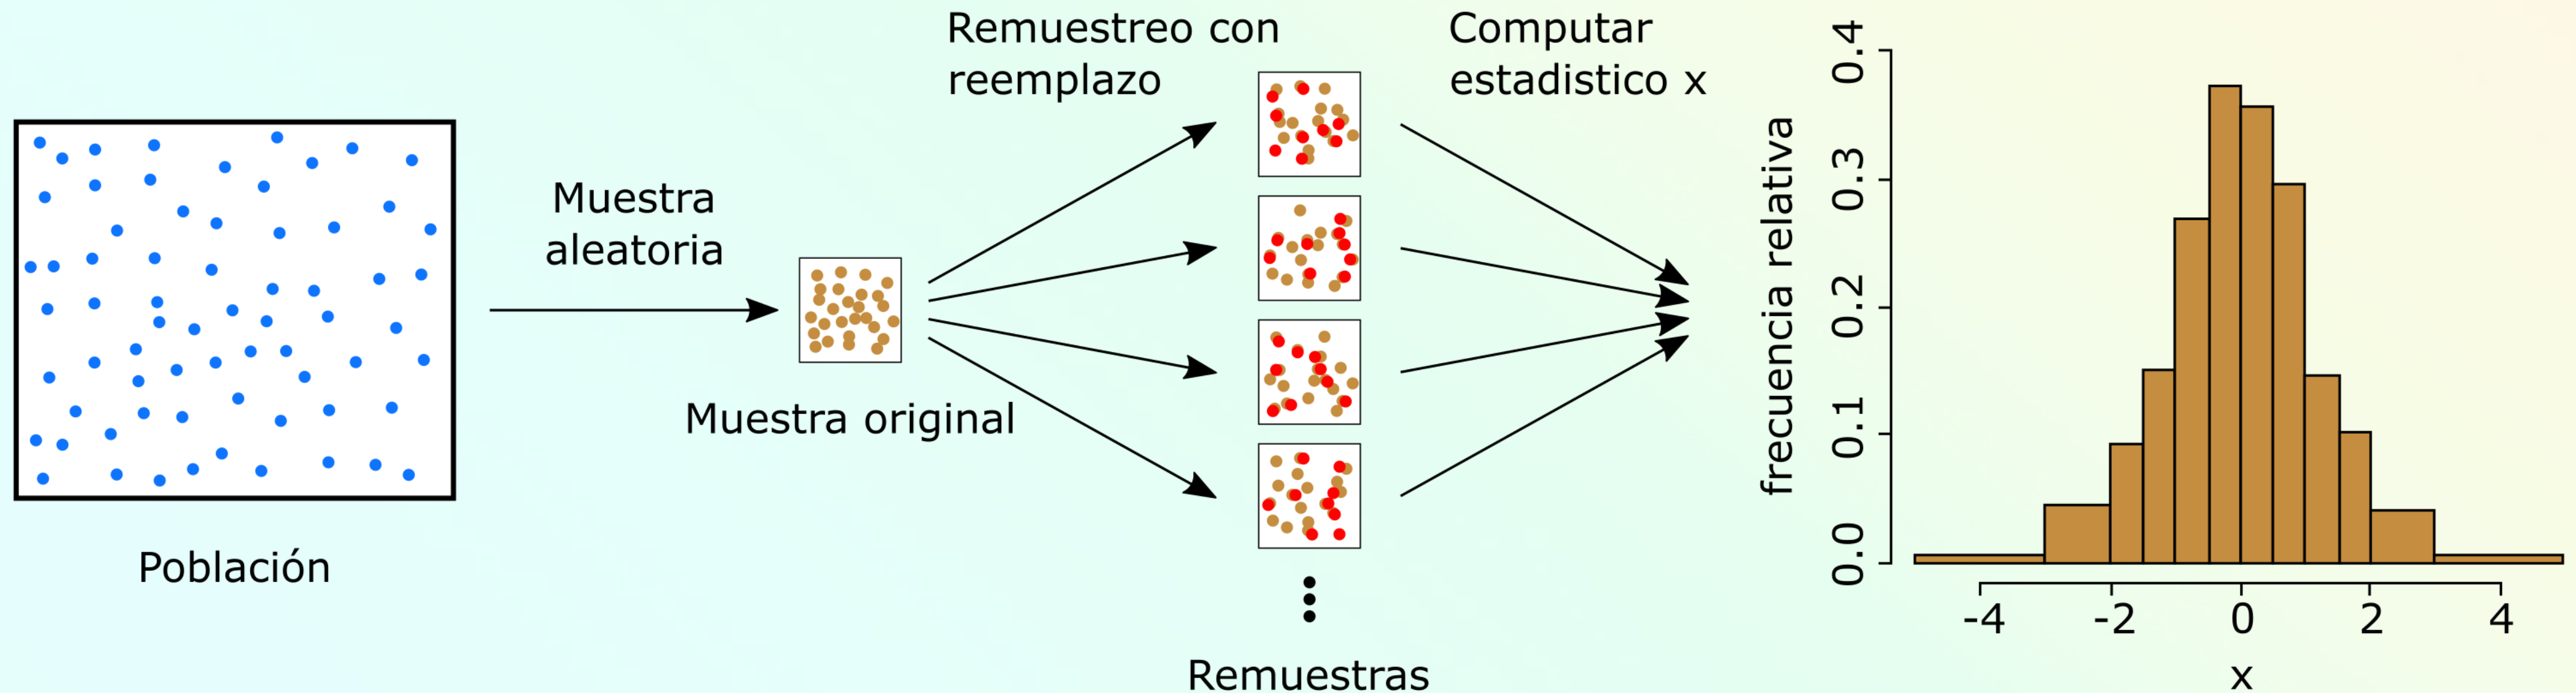 Población
Muestra
aleatoria
Muestra original
Remuestreo con
reemplazo
Remuestras
Computar
estadistico x
frecuencia relativa
0.0
0.1
0.2
0.3
0.4
-4
-2
0
2
4
x